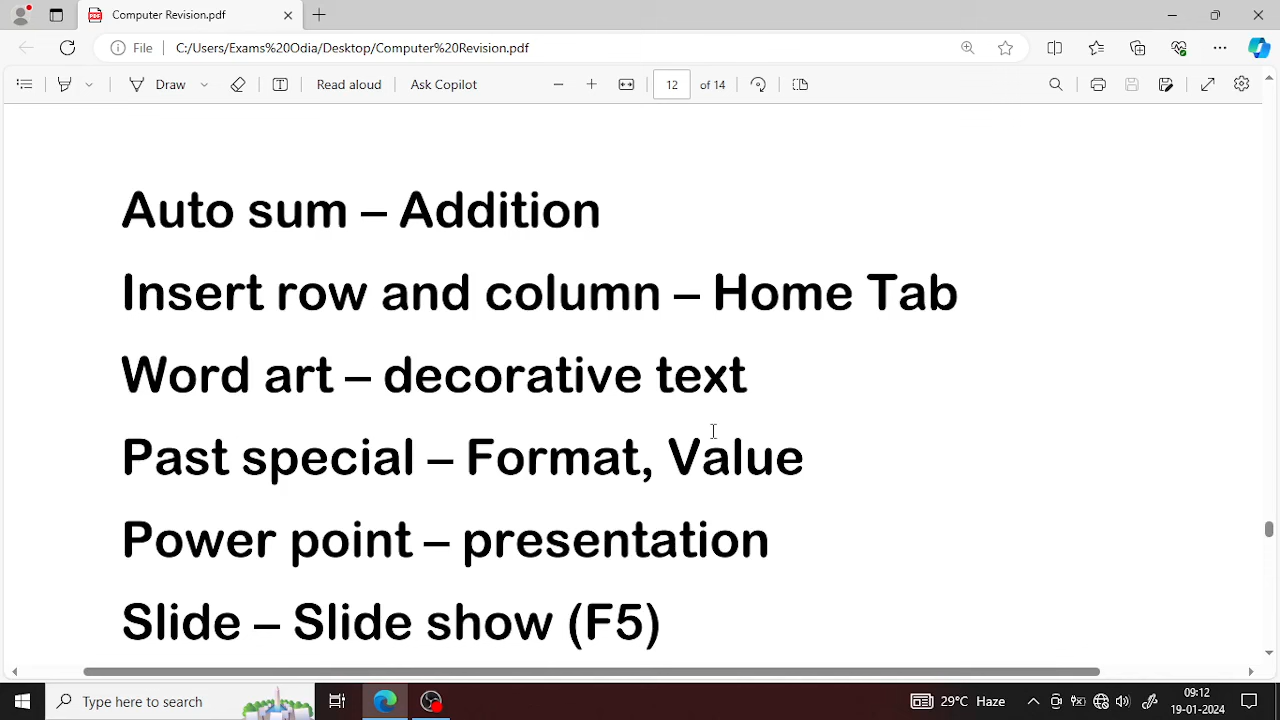 Computer Revision.pdf
File
C:/Users/Exams%20Odia/Desktop/Computer%20Revision.pdf
Draw
Read aloud
Ask Copilot
12 of 14
Auto sum – Addition
Insert row and column – Home Tab
Word art – decorative text
Past special – Format, Value
Power point – presentation
Slide – Slide show (F5)
Type here to search
29°C Haze
09:12
19-01-2024